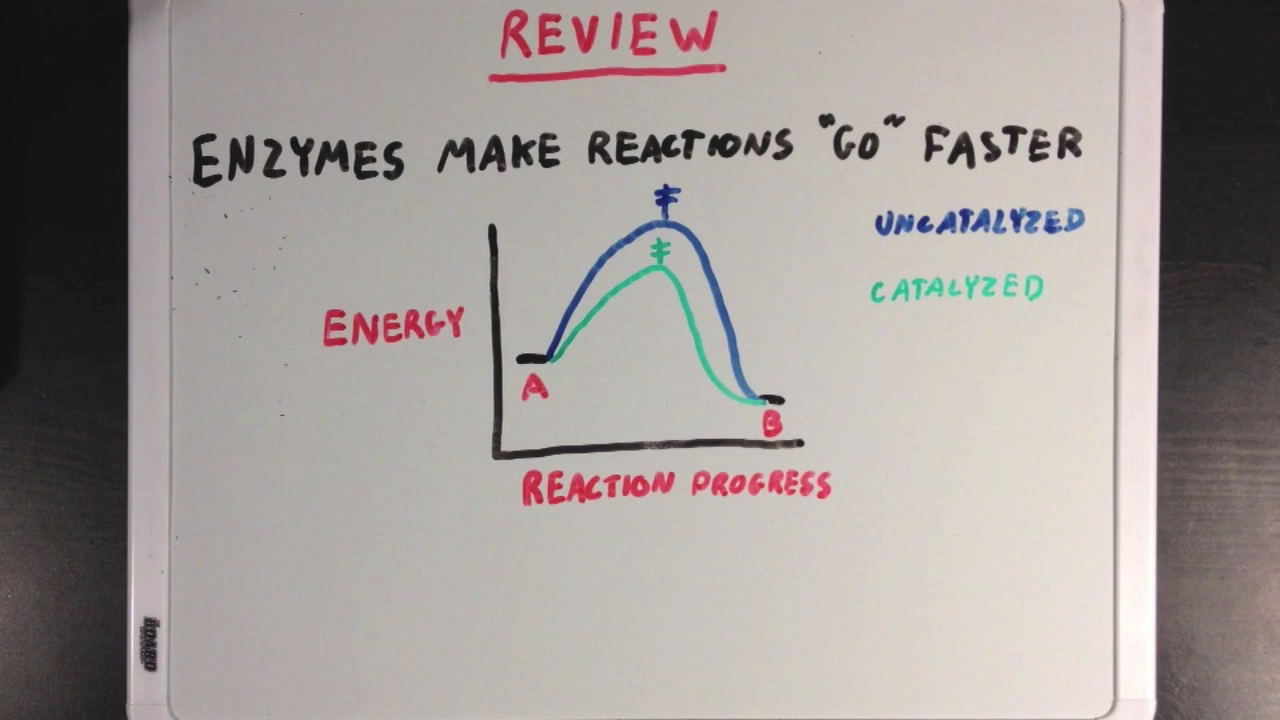 REVIEW
ENZYMES MAKE REACTIONS "GO" FASTER
‡
UNCATALYZED
‡
CATALYZED
ENERGY
A
B
REACTION PROGRESS